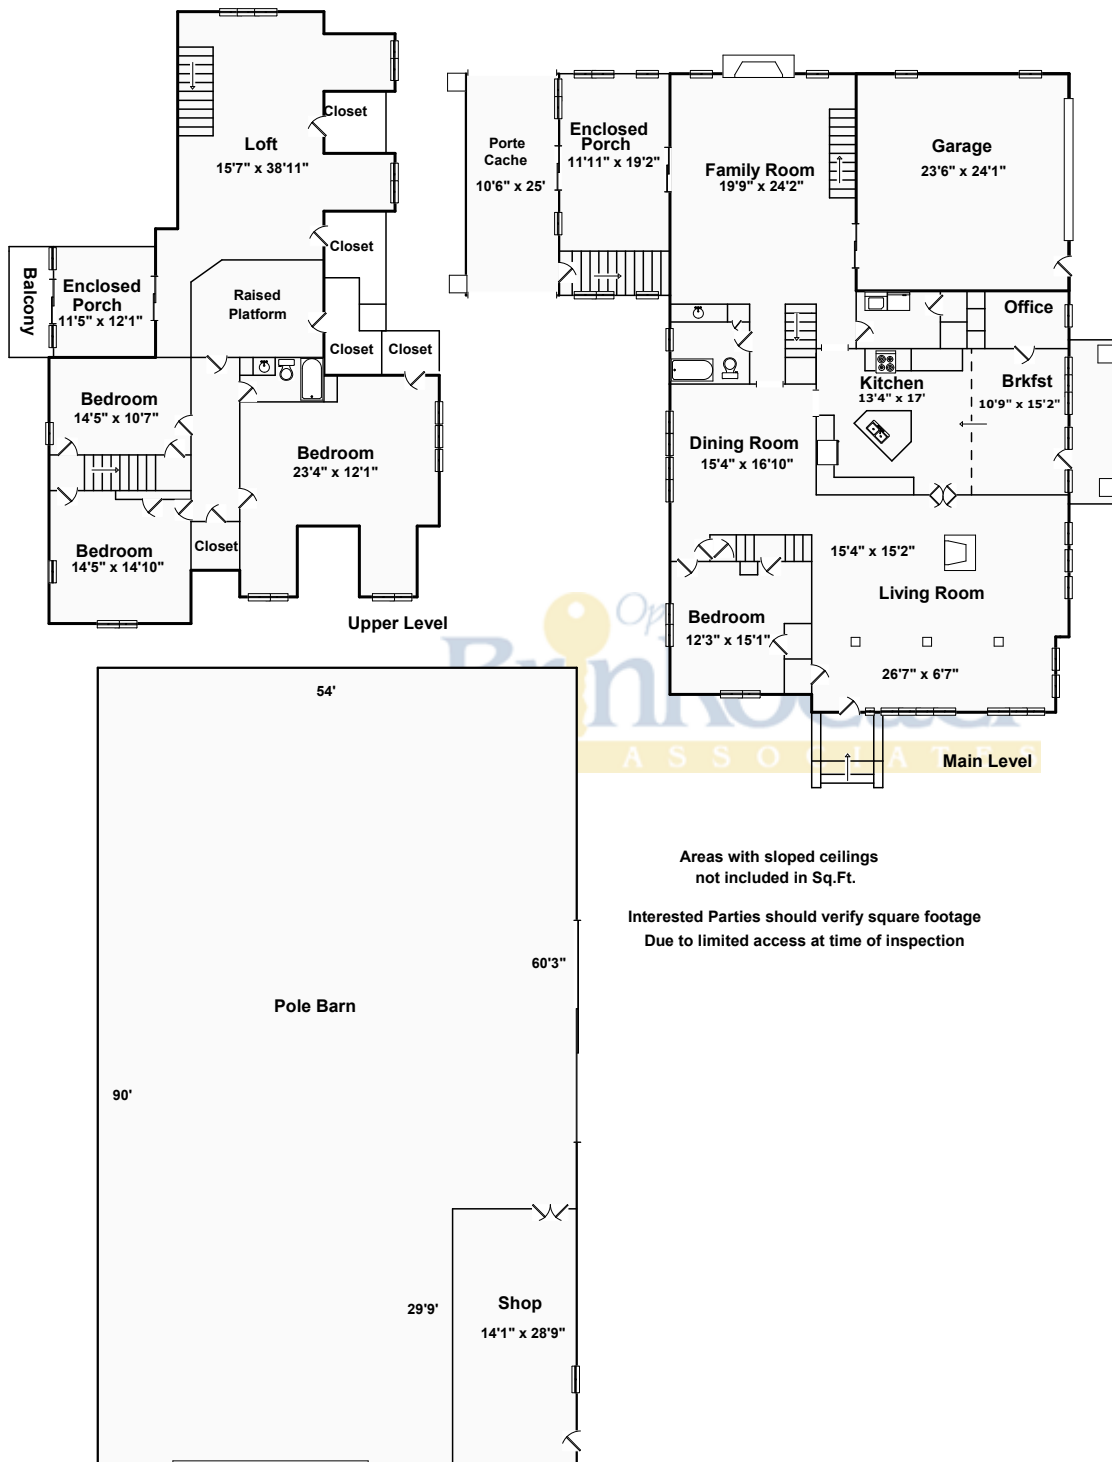 Closet
Loft
15'7" x 38'11"
Closet
Balcony
Enclosed
Porch
11'5" x 12'1"
Raised
Platform
Closet
Closet
Bedroom
14'5" x 10'7"
Bedroom
23'4" x 12'1"
Closet
Bedroom
14'5" x 14'10"
Upper Level
Porte
Cache
10'6" x 25'
Enclosed
Porch
11'11" x 19'2"
Family Room
19'9" x 24'2"
Garage
23'6" x 24'1"
Office
Kitchen
13'4" x 17'
Brkfst
10'9" x 15'2"
Dining Room
15'4" x 16'10"
15'4" x 15'2"
Living Room
Bedroom
12'3" x 15'1"
26'7" x 6'7"
ASSOCIATES
Main Level
54'
60'3"
Pole Barn
90'
29'9'
Shop
14'1" x 28'9"
Areas with sloped ceilings
not included in Sq.Ft.
Interested Parties should verify square footage
Due to limited access at time of inspection